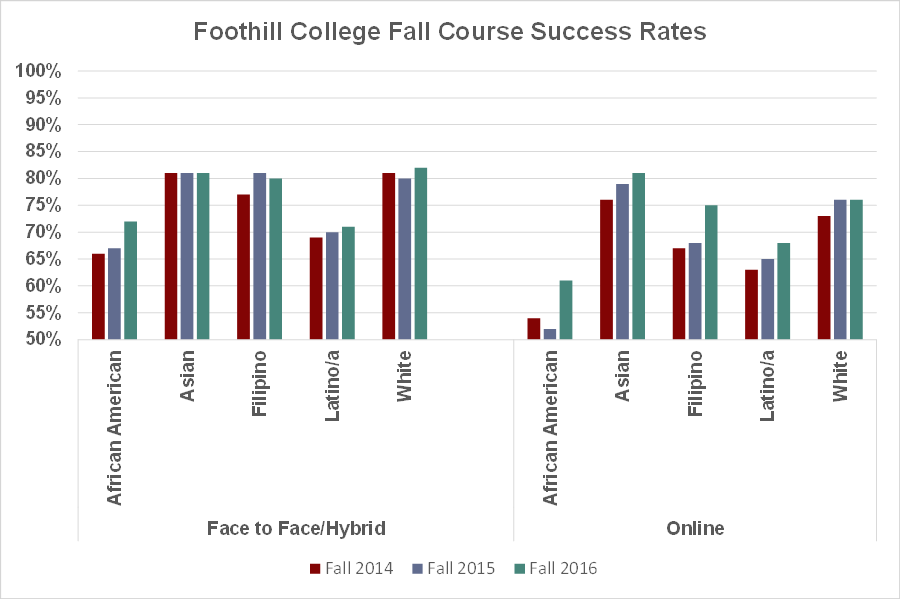 Foothill College Fall Course Success Rates
100%
95%
90%
85%
80%
75%
70%
65%
60%
55%
50%
African American
Asian
Filipino
Latino/a
White
African American
Asian
Filipino
Latino/a
White
Face to Face/Hybrid
Online
Fall 2014
Fall 2015
Fall 2016